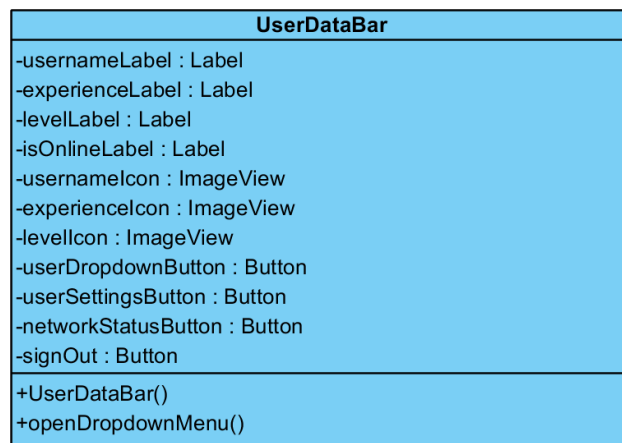 UserDataBar
-usernameLabel : Label
-experienceLabel : Label
-levelLabel : Label
-isOnlineLabel : Label
-usernameIcon : ImageView
-experienceIcon : ImageView
-levelIcon : ImageView
-userDropdownButton : Button
-userSettingsButton : Button
-networkStatusButton : Button
-signOut : Button
+UserDataBar()
+openDropdownMenu()